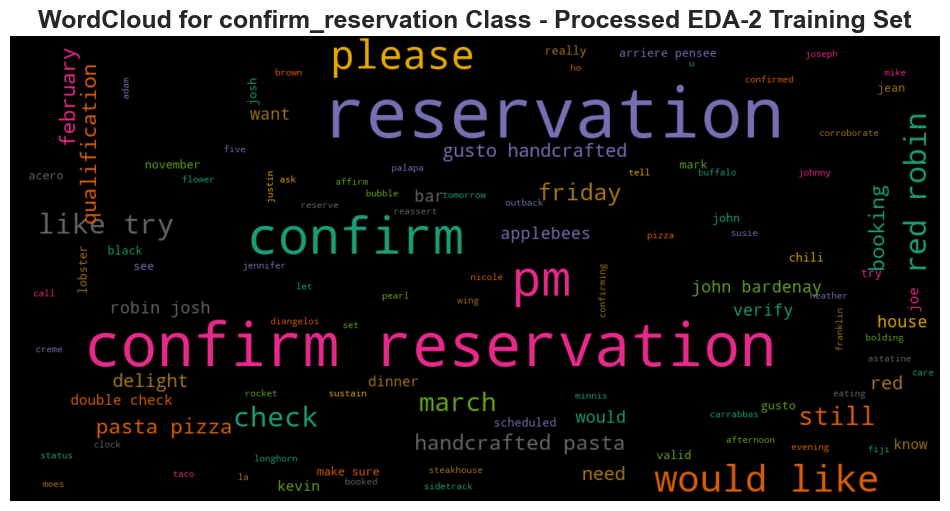 WordCloud for confirm_reservation Class - Processed EDA-2 Training Set
please
really
arriere pensee
u
joseph
february
qualification
adam
brown
josh
want
ho
confirmed
mike
jean
reservation
gusto handcrafted
corroborate
red robin
five
november
flower
acero
justin
ask
affirm
palapa
mark
buffalo
tell
johnny
bubble
bar
tomorrow
friday
reserve
reassert
outback
booking
like try
confirm
applebees
john
pizza
susie
black
see
lobster
jennifer
nicole
pm
confirming
chili
try
call
let
pearl
wing
john bardenay
heather
joe
robin josh
diangelos
set
verify
franklin
house
bolding
creme
confirm reservation
astatine
care
delight
dinner
red
double check
rocket
sustain
minnis
eating
march
gusto
check
scheduled
would
carrabbas
still
pasta pizza
clock
handcrafted pasta
afternoon
evening
know
status
longhorn
valid
fiji
moes
taco
la
make sure
steakhouse
need
would like
kevin
booked
sidetrack